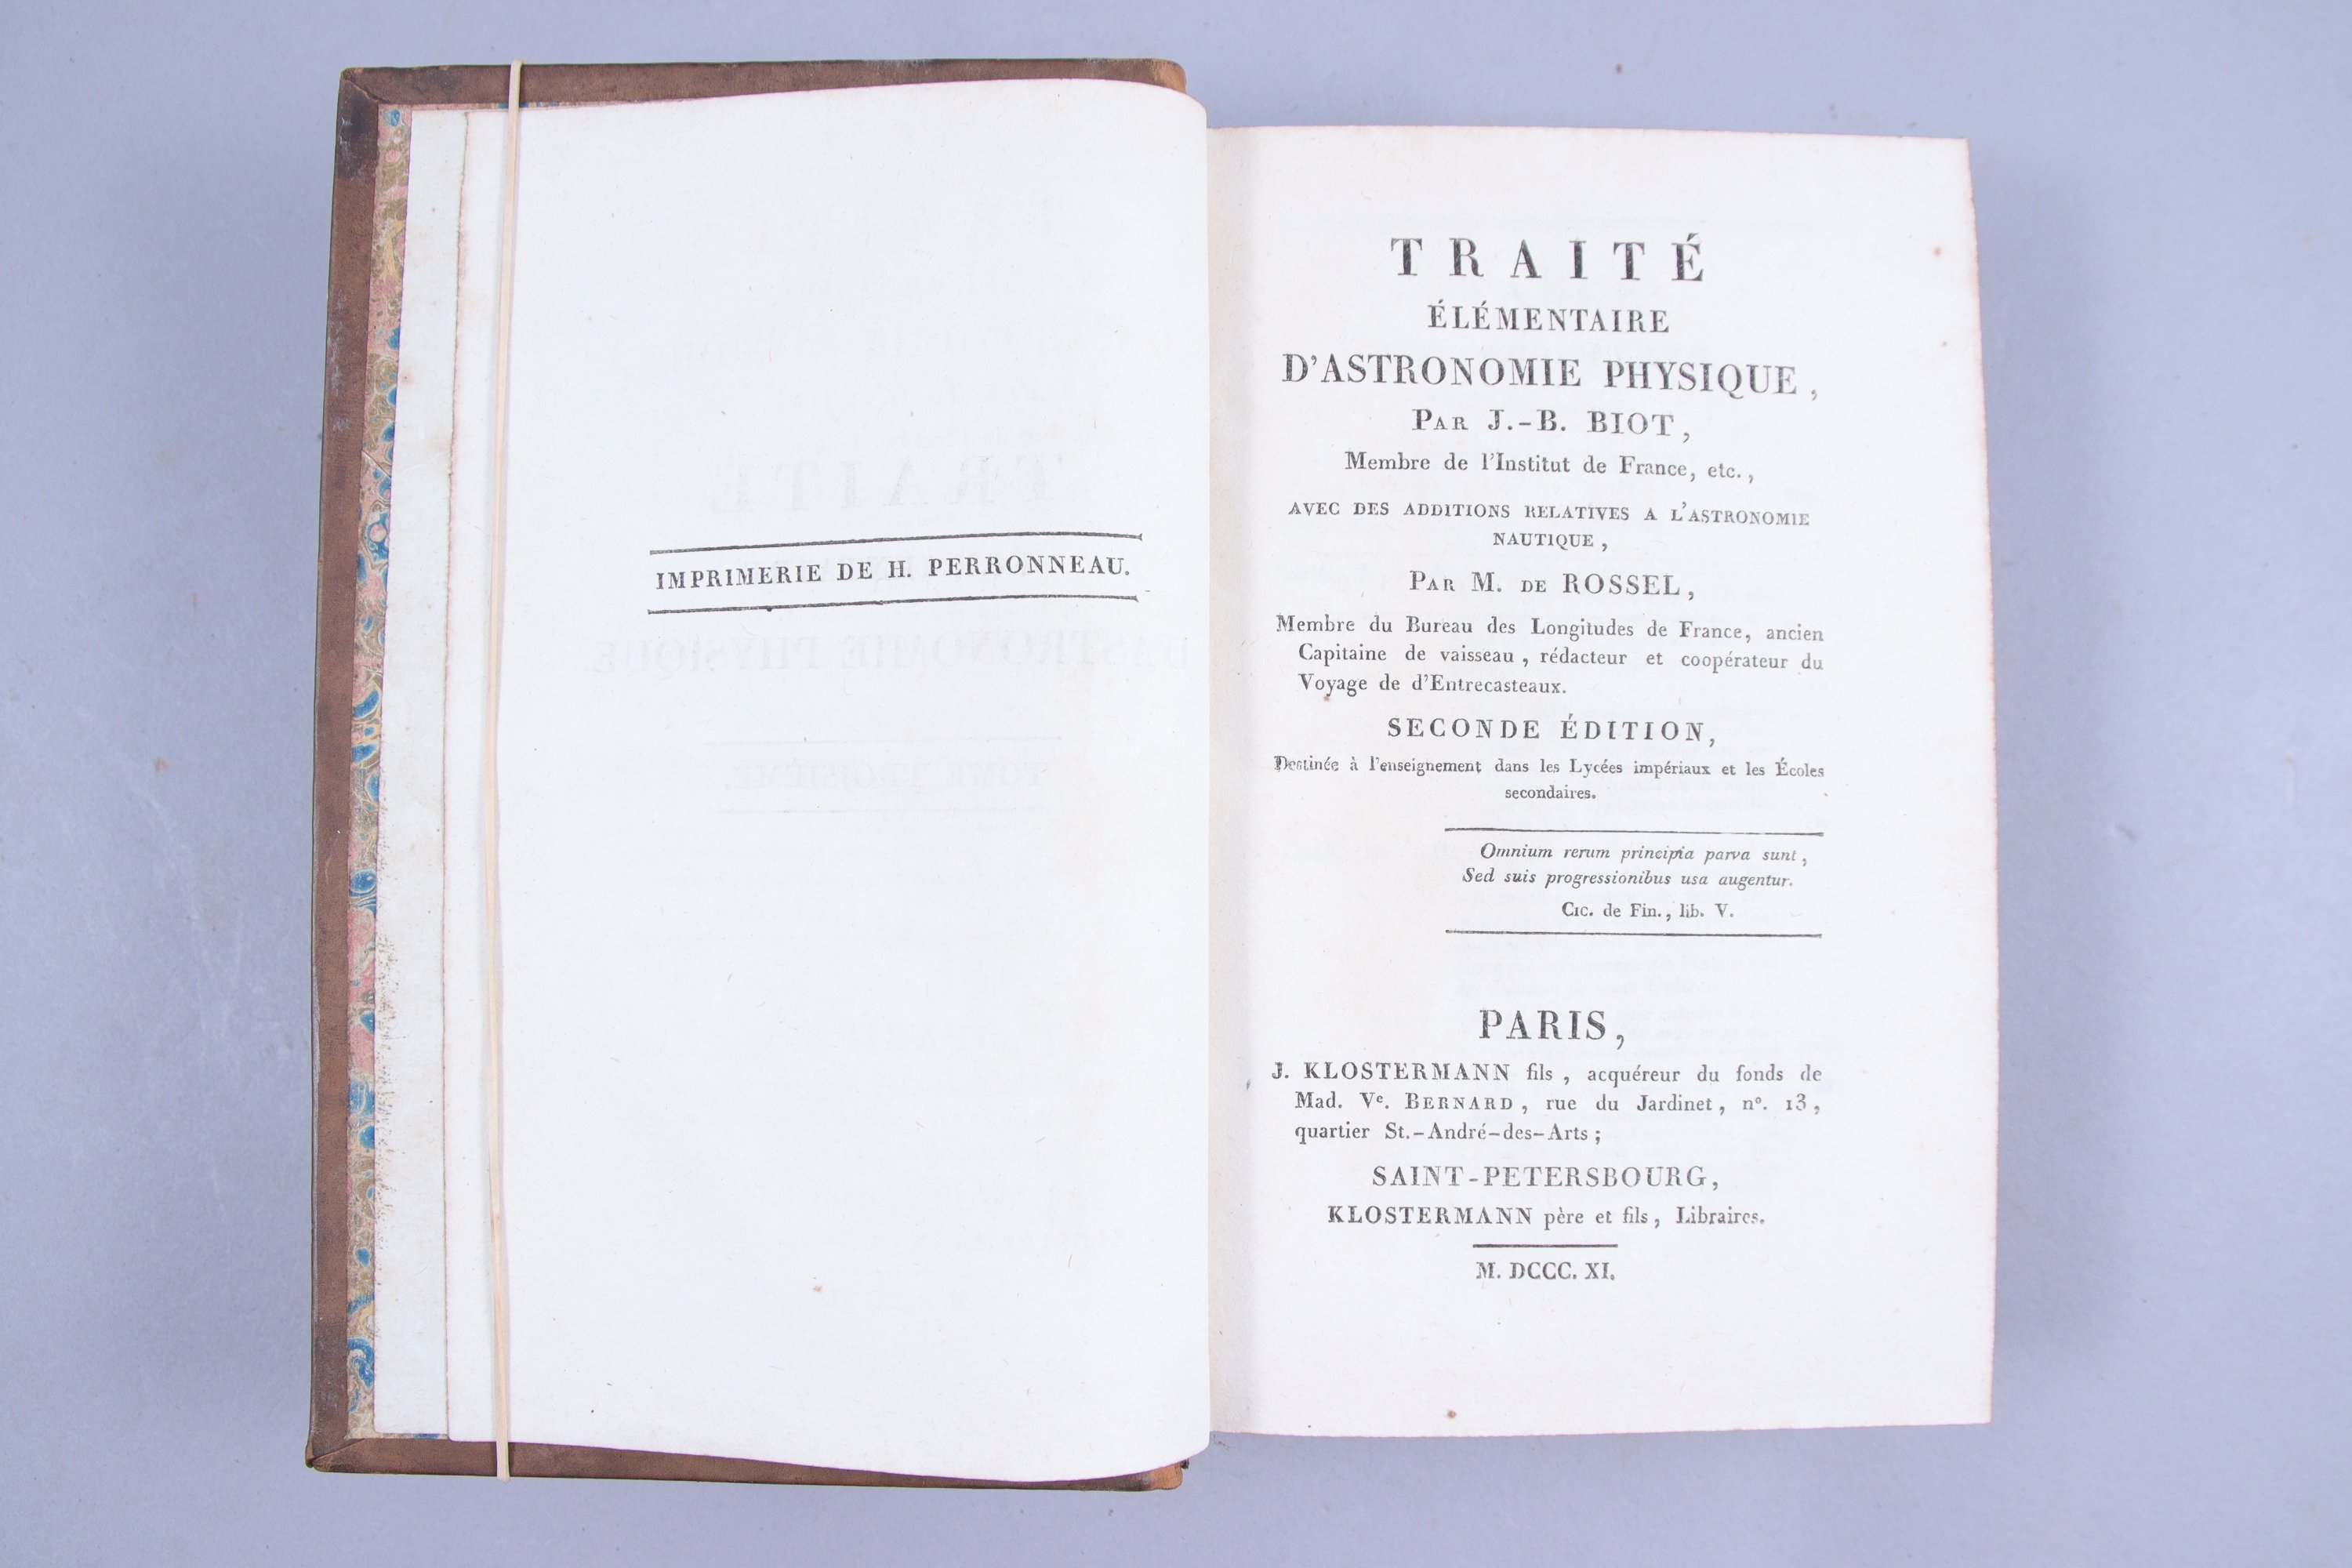 IMPRIMERIE DE H. PERRONNEAU.
TRAITÉ
ÉLÉMENTAIRE
D'ASTRONOMIE PHYSIQUE,
PAR J.-B. BIOT,
Membre de l'Institut de France, etc.,
AVEC DES ADDITIONS RELATIVES A L'ASTRONOMIE
NAUTIQUE,
PAR M. DE ROSSEL,
Membre du Bureau des Longitudes de France, ancien
Capitaine de vaisseau, rédacteur et coopérateur du
Voyage de d'Entrecasteaux.
SECONDE ÉDITION,
Destinée à l'enseignement dans les Lycées impériaux et les Écoles
secondaires.
Omnium rerum principia parva sunt,
Sed suis progressionibus usa augentur.
CIC. de Fin., lib. V.
PARIS,
J. KLOSTERMANN fils, acquéreur du fonds de
Mad. Ve. BERNARD, rue du Jardinet, nº. 13,
quartier St.-André-des-Arts;
SAINT-PETERSBOURG,
KLOSTERMANN père et fils, Libraires.
M. DCCC. XI.